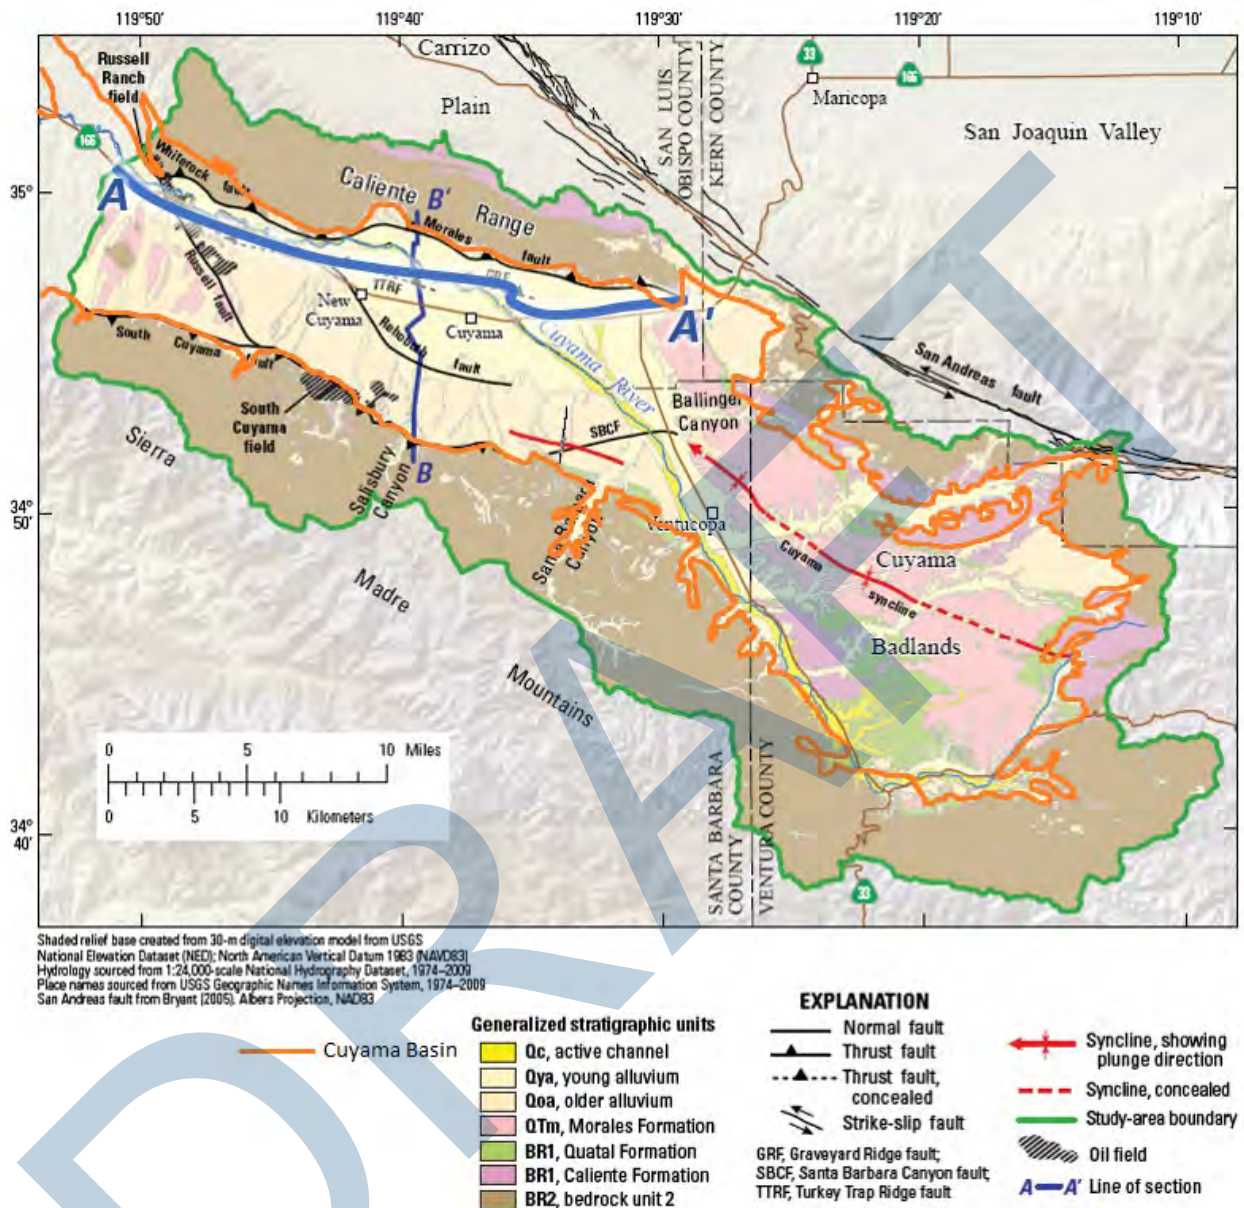 119°50'
119°40'
119°30'
119°20'
119°10'
35°
34°
50'
34°
40'
Russell
Ranch
field
166
Carrizo
Plain
SAN LUIS
OBISPO COUNTY
KERN COUNTY
33
166
Maricopa
San Joaquin Valley
Whiterock fault
Caliente
Range
B'
A
Morales fault
GRF
TTRF
Russell fault
New
Cuyama
Cuyama
Rehoboth fault
Cuyama River
A'
South Cuyama fault
San Andreas fault
South
Cuyama
field
Ballinger
Canyon
SBCF
Sierra
Salisbury
Canyon
B
Santa Barbara
Canyon
Ventucopa
Cuyama
syncline
Cuyama
Badlands
Madre
Mountains
0 5 10 Miles
0 5 10 Kilometers
SANTA BARBARA
COUNTY
VENTURA COUNTY
33
DRAFT
Shaded relief base created from 30-m digital elevation model from USGS
National Elevation Dataset (NED); North American Vertical Datum 1983 (NAVD83)
Hydrology sourced from 1:24,000-scale National Hydrography Dataset, 1974–2009
Place names sourced from USGS Geographic Names Information System, 1974–2009
San Andreas fault from Bryant (2005). Albers Projection, NAD83
Cuyama Basin
Generalized stratigraphic units
Qc, active channel
Qya, young alluvium
Qoa, older alluvium
QTm, Morales Formation
BR1, Quatal Formation
BR1, Caliente Formation
BR2, bedrock unit 2
EXPLANATION
Normal fault
Thrust fault
Thrust fault,
concealed
Strike-slip fault
GRF, Graveyard Ridge fault;
SBCF, Santa Barbara Canyon fault;
TTRF, Turkey Trap Ridge fault
Syncline, showing
plunge direction
Syncline, concealed
Study-area boundary
Oil field
A A' Line of section